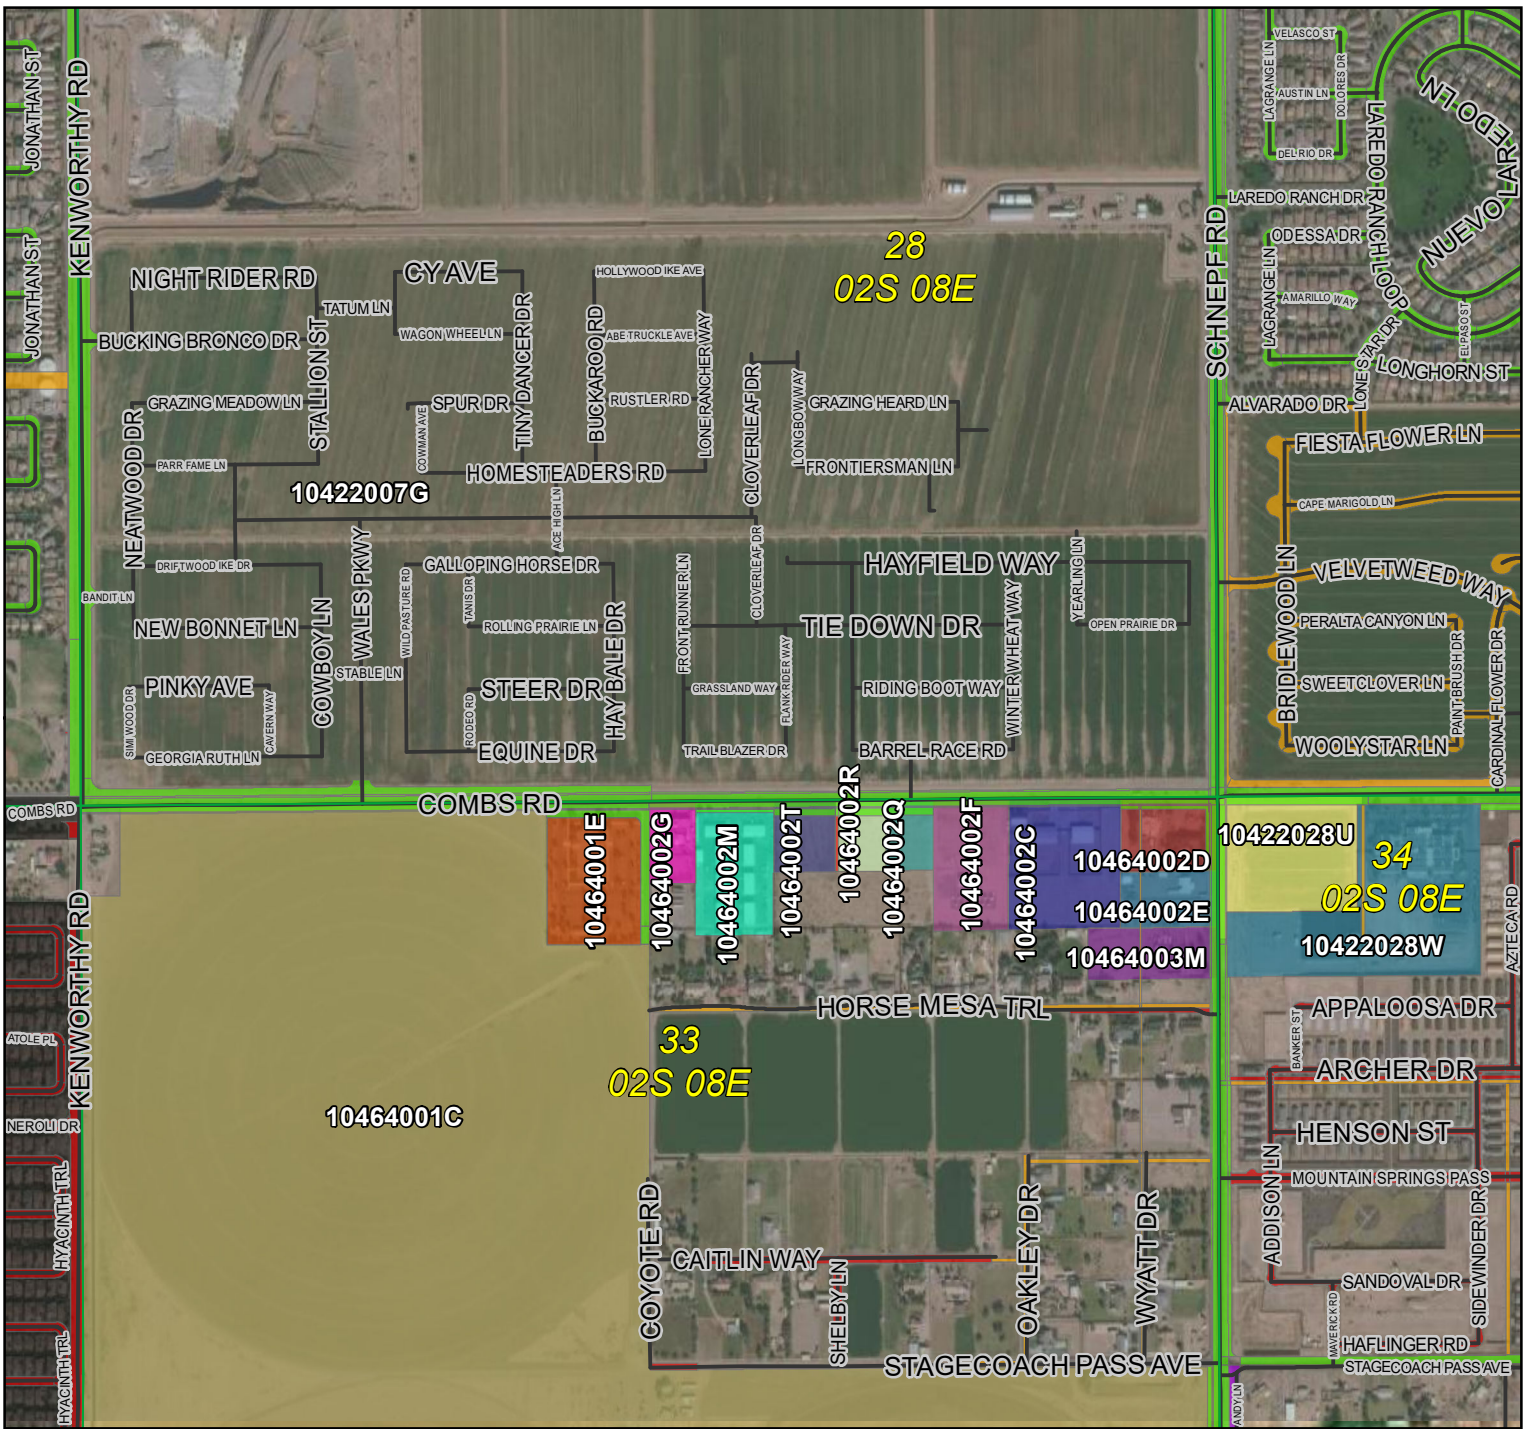 JONATHAN ST
KENWORTHY RD
JONATHAN ST
VELASCO ST
LAGRANGE LN
AUSTIN LN
DOLORES DR
DEL RIO DR
LAREDO RANCH LOOP
NUEVO LAREDO LN
LAREDO RANCH DR
ODESSA DR
LAGRANGE LN
AMARILLO WAY
EL PASO ST
LONE STAR DR
LONGHORN ST
SCHNEPF RD
ALVARADO DR
28
02S 08E
NIGHT RIDER RD
TATUM LN
CY AVE
HOLLYWOOD IKE AVE
BUCKING BRONCO DR
STALLION ST
WAGON WHEEL LN
TINY DANCER DR
BUCKAROO RD
ABE TRUCKLE AVE
LONE RANCHER WAY
GRAZING MEADOW LN
SPUR DR
RUSTLER RD
CLOVERLEAF DR
LONGBOW WAY
GRAZING HEARD LN
NEATWOOD DR
PARR FAME LN
COWMAN AVE
HOMESTEADERS RD
FRONTIERSMAN LN
FIESTA FLOWER LN
10422007G
ACE HIGH LN
CAPE MARIGOLD LN
WALES PKWY
CLOVERLEAF DR
DRIFTWOOD IKE DR
GALLOPING HORSE DR
HAYFIELD WAY
YEARLING LN
BRIDLEWOOD LN
VELVETWEED WAY
BANDIT LN
WILD PASTURE RD
TANIS DR
FRONT RUNNER LN
NEW BONNET LN
COWBOY LN
ROLLING PRAIRIE LN
HAY BALE DR
TIE DOWN DR
WINTER WHEAT WAY
OPEN PRAIRIE DR
PERALTA CANYON LN
STABLE LN
PINKY AVE
SIMI WOOD DR
CAVERN WAY
STEER DR
RODEO RD
GRASSLAND WAY
FLANK RIDER WAY
RIDING BOOT WAY
SWEETCLOVER LN
PAINT BRUSH DR
CARDINAL FLOWER DR
GEORGIA RUTH LN
EQUINE DR
TRAIL BLAZER DR
BARREL RACE RD
WOOLYSTAR LN
COMBS RD
COMBS RD
10464001E
10464002G
10464002M
10464002T
10464002R
10464002Q
10464002F
10464002C
10464002D
10464002E
10464003M
10422028U
34
02S 08E
10422028W
AZTECA RD
KENWORTHY RD
HORSE MESA TRL
BANKER ST
APPALOOSA DR
ATOLE PL
33
02S 08E
ARCHER DR
10464001C
NEROLI DR
HENSON ST
HYACINTH TRL
COYOTE RD
OAKLEY DR
WYATT DR
ADDISON LN
MOUNTAIN SPRINGS PASS
SIDEWINDER DR
CAITLIN WAY
SHELBY LN
SANDOVAL DR
MAVERICK RD
HAFLINGER RD
HYACINTH TRL
STAGECOACH PASS AVE
STAGECOACH PASS AVE
ANDY LN